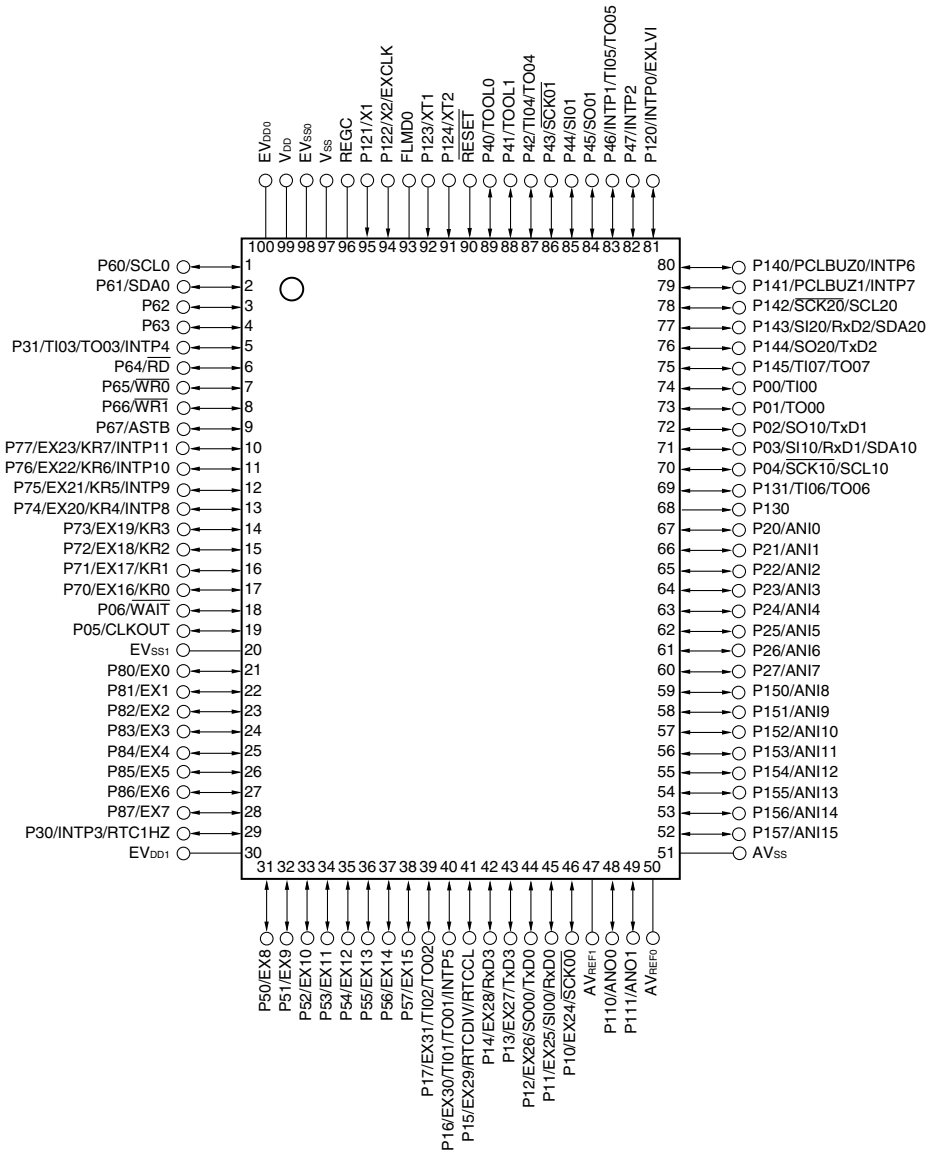 EVDD0
VDD
EVSS0
VSS
REGC
P121/X1
P122/X2/EXCLK
FLMD0
P123/XT1
P124/XT2
RESET
P40/TOOL0
P41/TOOL1
P42/TI04/TO04
P43/SCK01
P44/SI01
P45/SO01
P46/INTP1/TI05/TO05
P47/INTP2
P120/INTP0/EXLVI
100 99 98 97 96 95 94 93 92 91 90 89 88 87 86 85 84 83 82 81
P60/SCL0 1
P61/SDA0 2
P62 3
P63 4
P31/TI03/TO03/INTP4 5
P64/RD 6
P65/WR0 7
P66/WR1 8
P67/ASTB 9
P77/EX23/KR7/INTP11 10
P76/EX22/KR6/INTP10 11
P75/EX21/KR5/INTP9 12
P74/EX20/KR4/INTP8 13
P73/EX19/KR3 14
P72/EX18/KR2 15
P71/EX17/KR1 16
P70/EX16/KR0 17
P06/WAIT 18
P05/CLKOUT 19
EVSS1 20
P80/EX0 21
P81/EX1 22
P82/EX2 23
P83/EX3 24
P84/EX4 25
P85/EX5 26
P86/EX6 27
P87/EX7 28
P30/INTP3/RTC1HZ 29
EVDD1 30
80 P140/PCLBUZ0/INTP6
79 P141/PCLBUZ1/INTP7
78 P142/SCK20/SCL20
77 P143/SI20/RxD2/SDA20
76 P144/SO20/TxD2
75 P145/TI07/TO07
74 P00/TI00
73 P01/TO00
72 P02/SO10/TxD1
71 P03/SI10/RxD1/SDA10
70 P04/SCK10/SCL10
69 P131/TI06/TO06
68 P130
67 P20/ANI0
66 P21/ANI1
65 P22/ANI2
64 P23/ANI3
63 P24/ANI4
62 P25/ANI5
61 P26/ANI6
60 P27/ANI7
59 P150/ANI8
58 P151/ANI9
57 P152/ANI10
56 P153/ANI11
55 P154/ANI12
54 P155/ANI13
53 P156/ANI14
52 P157/ANI15
51 AVSS
31 32 33 34 35 36 37 38 39 40 41 42 43 44 45 46 47 48 49 50
P50/EX8
P51/EX9
P52/EX10
P53/EX11
P54/EX12
P55/EX13
P56/EX14
P57/EX15
P17/EX31/TI02/TO02
P16/EX30/TI01/TO01/INTP5
P15/EX29/RTCDIV/RTCCL
P14/EX28/RxD3
P13/EX27/TxD3
P12/EX26/SO00/TxD0
P11/EX25/SI00/RxD0
P10/EX24/SCK00
AVREF1
P110/ANO0
P111/ANO1
AVREF0